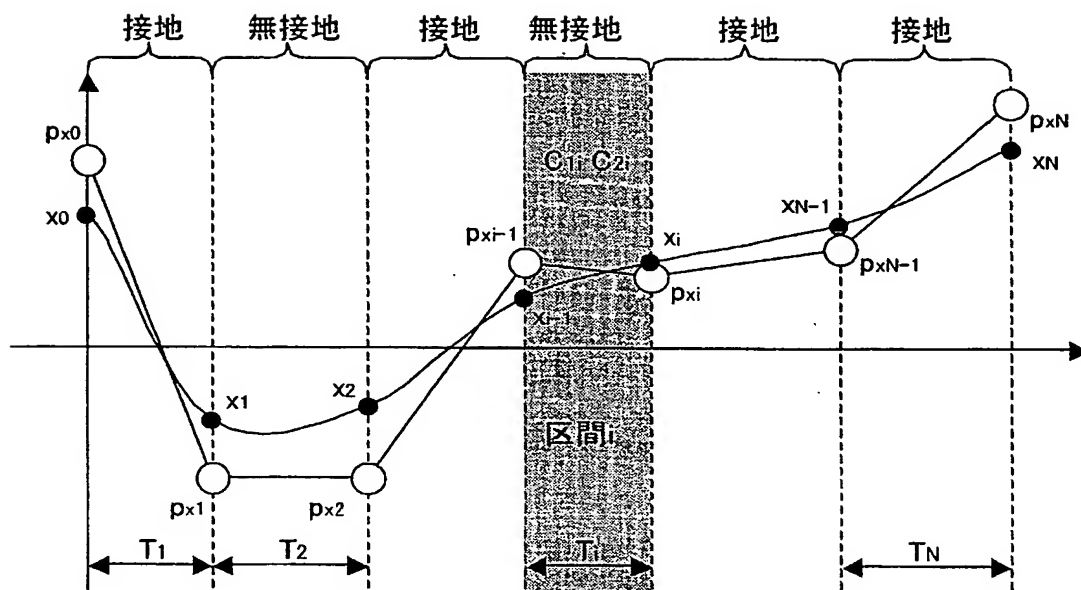 接地 無接地 接地 無接地 接地 接地
px0
x0
C1i C2i
pxN
xN
xN-1
pxi-1
xi
pxN-1
pxi
xi-1
x1
x2
区間i
px1
px2
T1
T2
Ti
TN